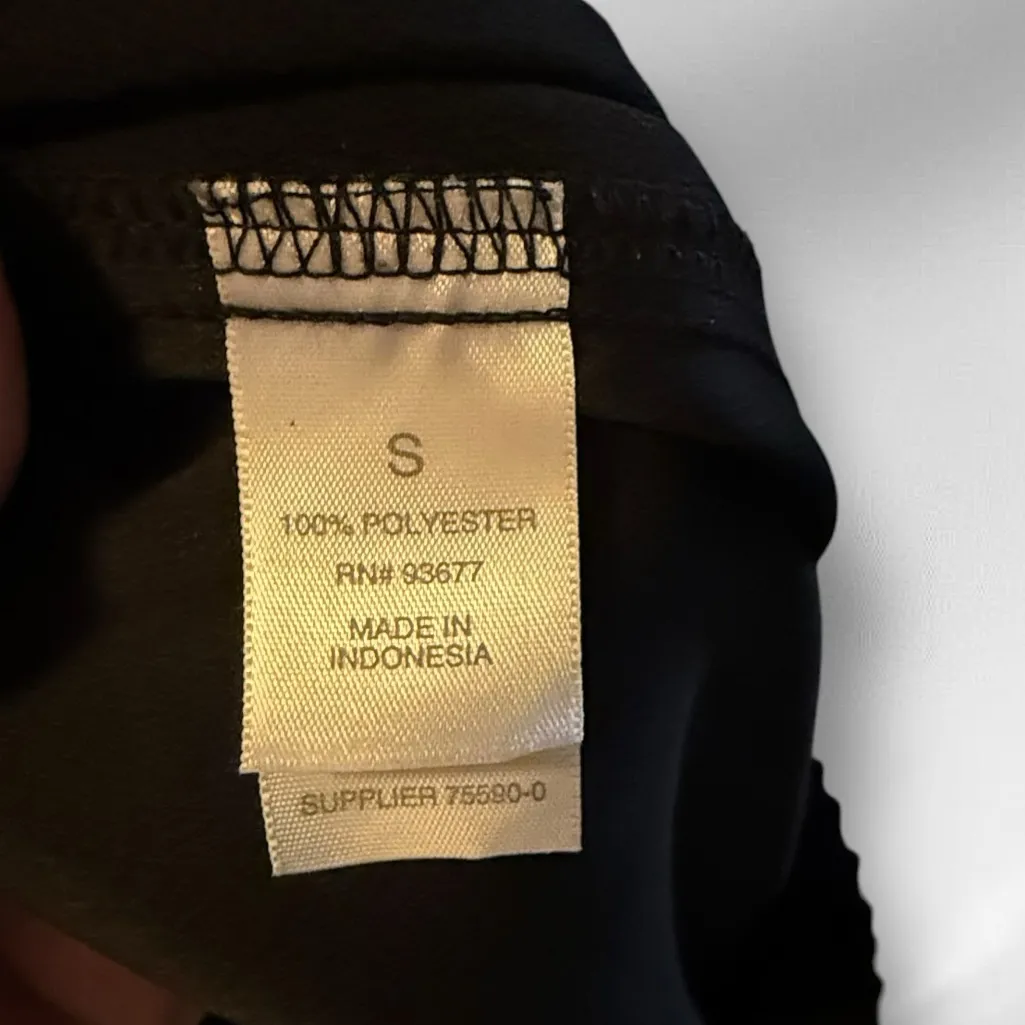 S
100% POLYESTER
RN# 93677
MADE IN
INDONESIA
SUPPLIER 75590-0